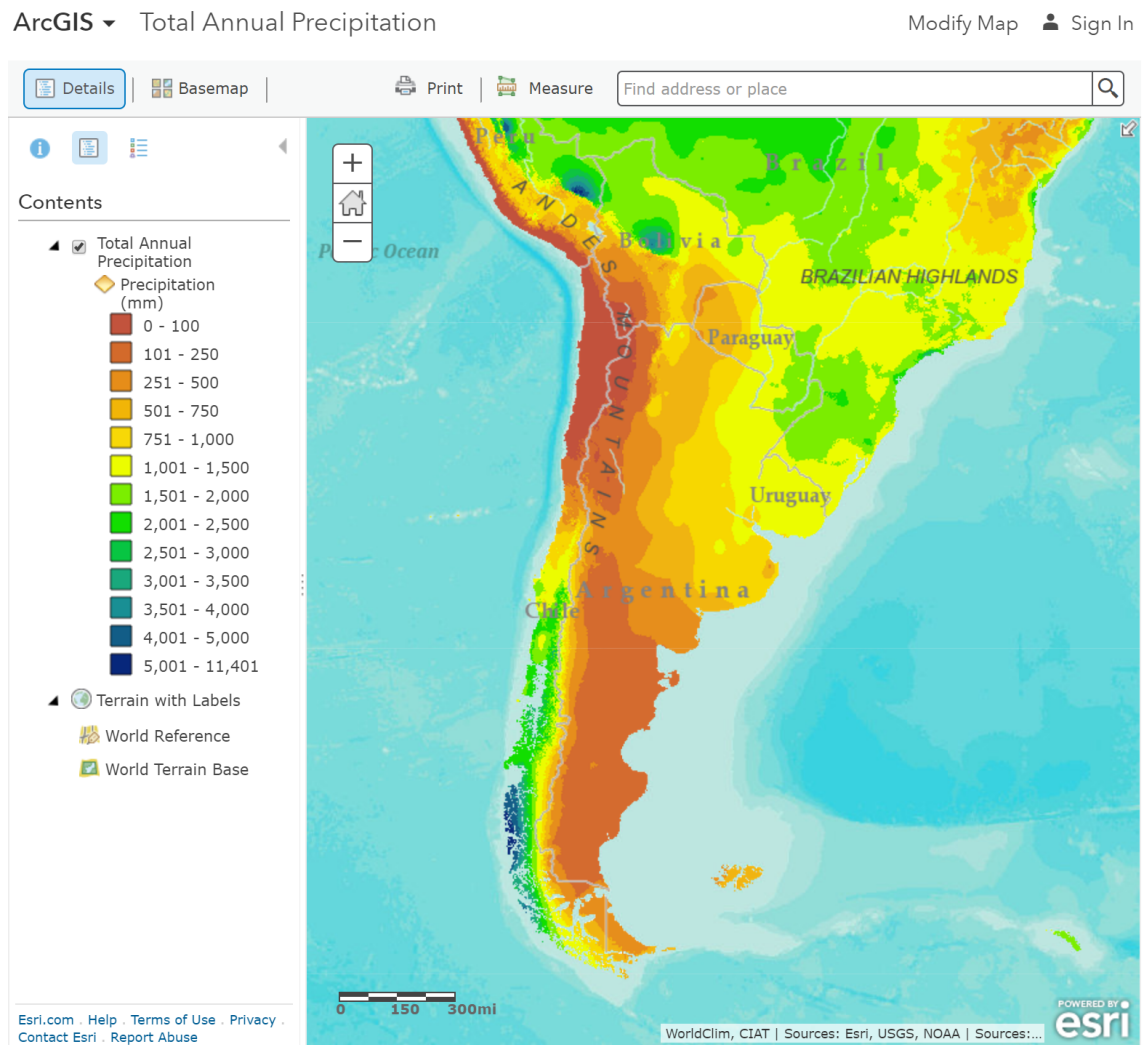 ArcGIS Total Annual Precipitation Modify Map Sign In
Details Basemap Print Measure Find address or place
Contents
Total Annual
Precipitation
Precipitation
(mm)
0 - 100
101 - 250
251 - 500
501 - 750
751 - 1,000
1,001 - 1,500
1,501 - 2,000
2,001 - 2,500
2,501 - 3,000
3,001 - 3,500
3,501 - 4,000
4,001 - 5,000
5,001 - 11,401
Terrain with Labels
World Reference
World Terrain Base
Esri.com . Help . Terms of Use . Privacy .
Contact Esri . Report Abuse
+
−
Peru
Brazil
ANDES MOUNTAINS
Ocean
Bolivia
BRAZILIAN HIGHLANDS
Paraguay
Uruguay
Argentina
Chile
0 150 300mi
WorldClim, CIAT | Sources: Esri, USGS, NOAA | Sources:...
POWERED BY
esri